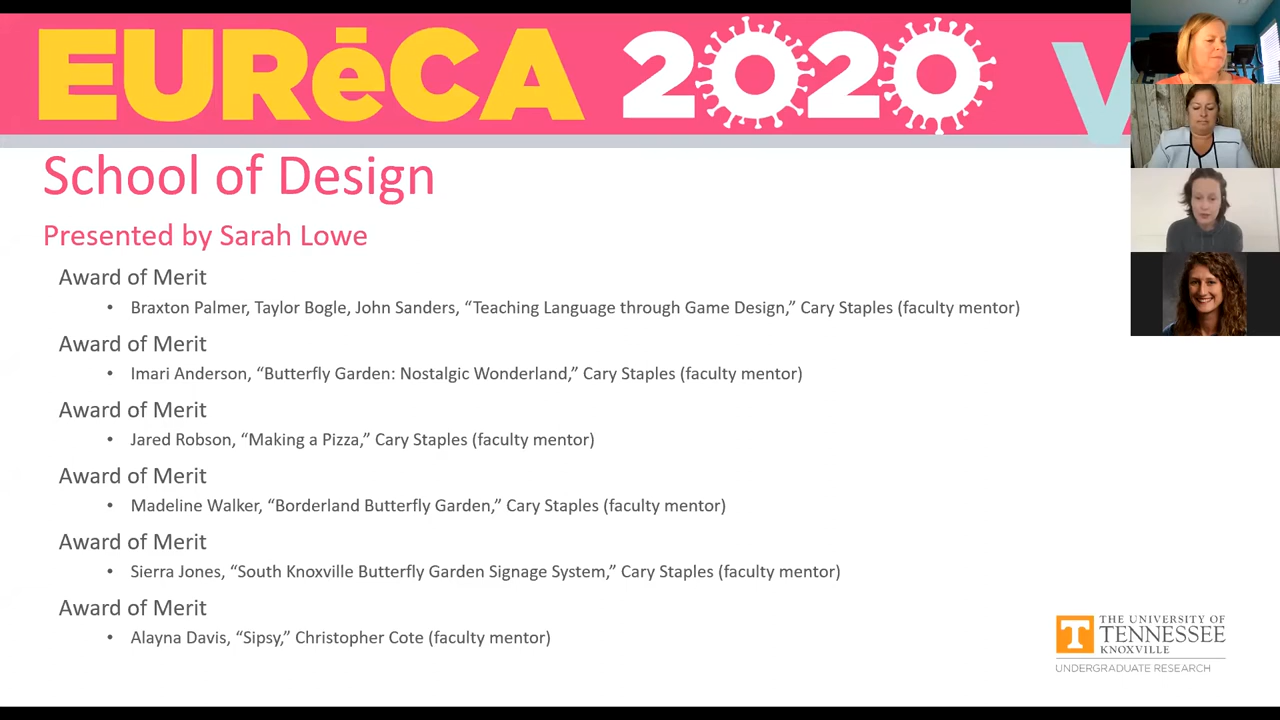 EURēCA 2020 V
School of Design
Presented by Sarah Lowe
Award of Merit
• Braxton Palmer, Taylor Bogle, John Sanders, “Teaching Language through Game Design,” Cary Staples (faculty mentor)
Award of Merit
• Imari Anderson, “Butterfly Garden: Nostalgic Wonderland,” Cary Staples (faculty mentor)
Award of Merit
• Jared Robson, “Making a Pizza,” Cary Staples (faculty mentor)
Award of Merit
• Madeline Walker, “Borderland Butterfly Garden,” Cary Staples (faculty mentor)
Award of Merit
• Sierra Jones, “South Knoxville Butterfly Garden Signage System,” Cary Staples (faculty mentor)
Award of Merit
• Alayna Davis, “Sipsy,” Christopher Cote (faculty mentor)
T
THE UNIVERSITY OF
TENNESSEE
KNOXVILLE
UNDERGRADUATE RESEARCH